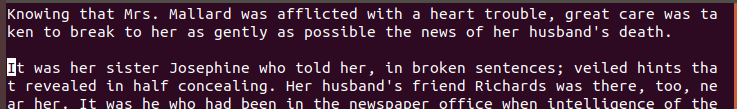 Knowing that Mrs. Mallard was afflicted with a heart trouble, great care was ta
ken to break to her as gently as possible the news of her husband's death.
It was her sister Josephine who told her, in broken sentences; veiled hints tha
t revealed in half concealing. Her husband's friend Richards was there, too, ne
ar her. It was he who had been in the newspaper office when intelligence of the